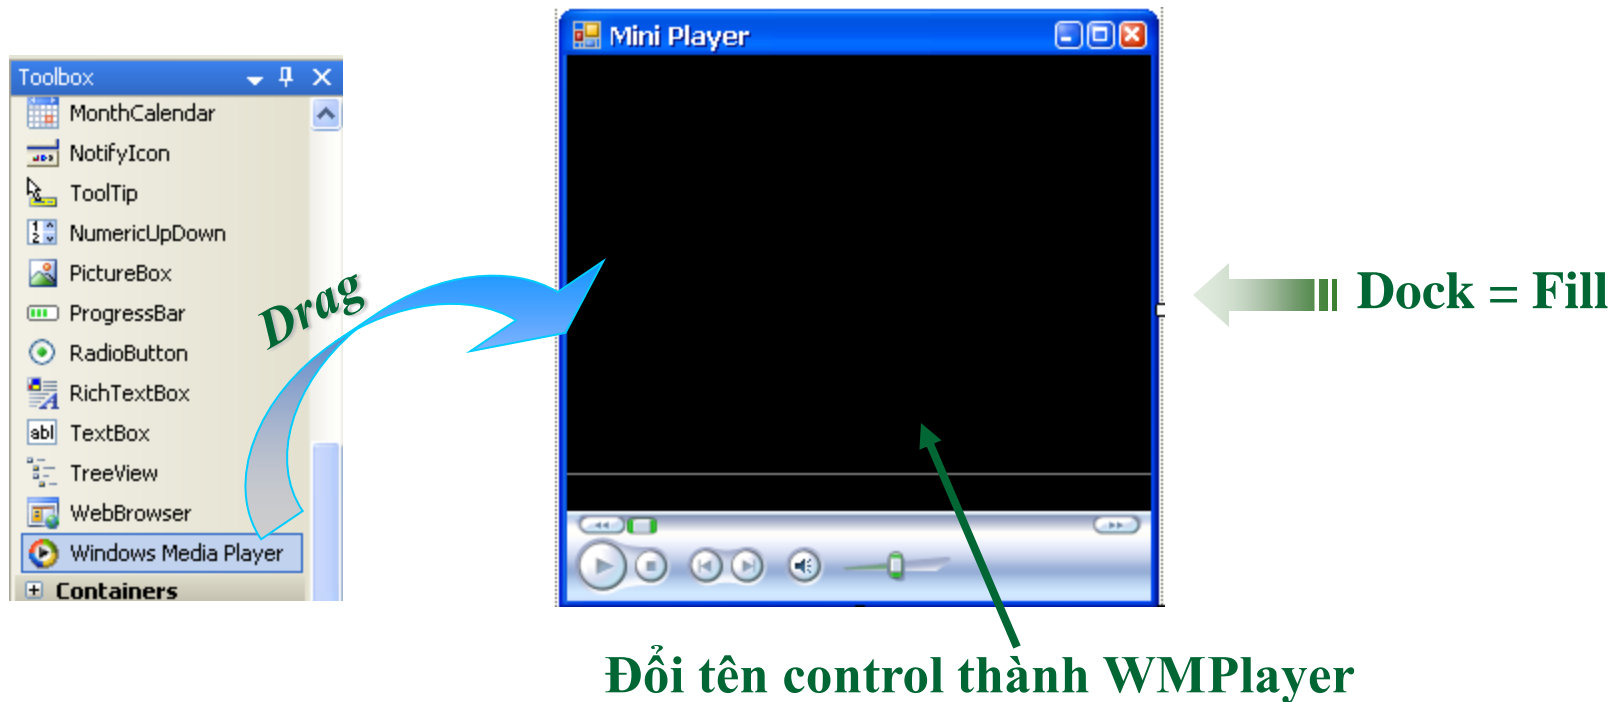 Toolbox
MonthCalendar
NotifyIcon
ToolTip
NumericUpDown
PictureBox
ProgressBar
RadioButton
RichTextBox
abl TextBox
TreeView
WebBrowser
Windows Media Player
Containers
Drag
Mini Player
Dock = Fill
Đổi tên control thành WMPlayer